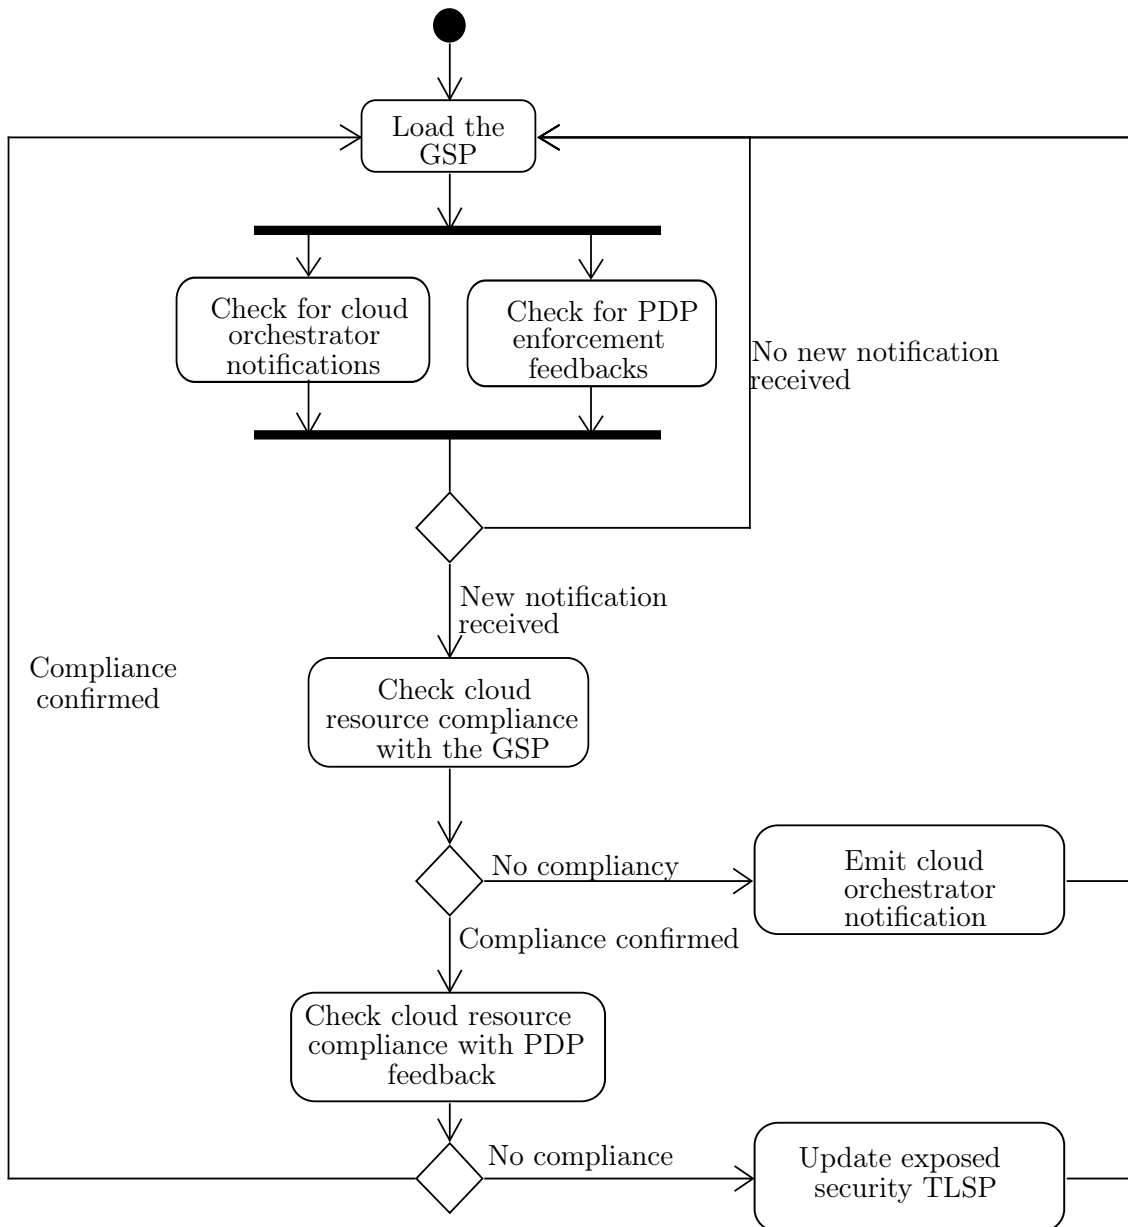 Load the
GSP
Check for cloud
orchestrator
notifications
Check for PDP
enforcement
feedbacks
No new notification
received
New notification
received
Compliance
confirmed
Check cloud
resource compliance
with the GSP
No compliancy
Emit cloud
orchestrator
notification
Compliance confirmed
Check cloud resource
compliance with PDP
feedback
No compliance
Update exposed
security TLSP